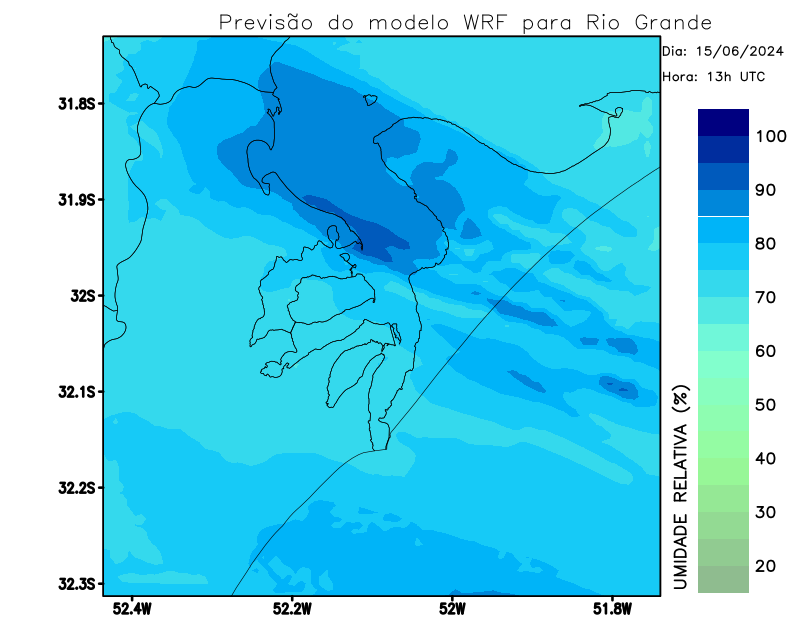 Previsão do modelo WRF para Rio Grande
Dia: 15/06/2024
Hora: 13h UTC
31.8S
31.9S
32S
32.1S
32.2S
32.3S
52.4W
52.2W
52W
51.8W
100
90
80
70
60
50
40
30
20
UMIDADE RELATIVA (%)